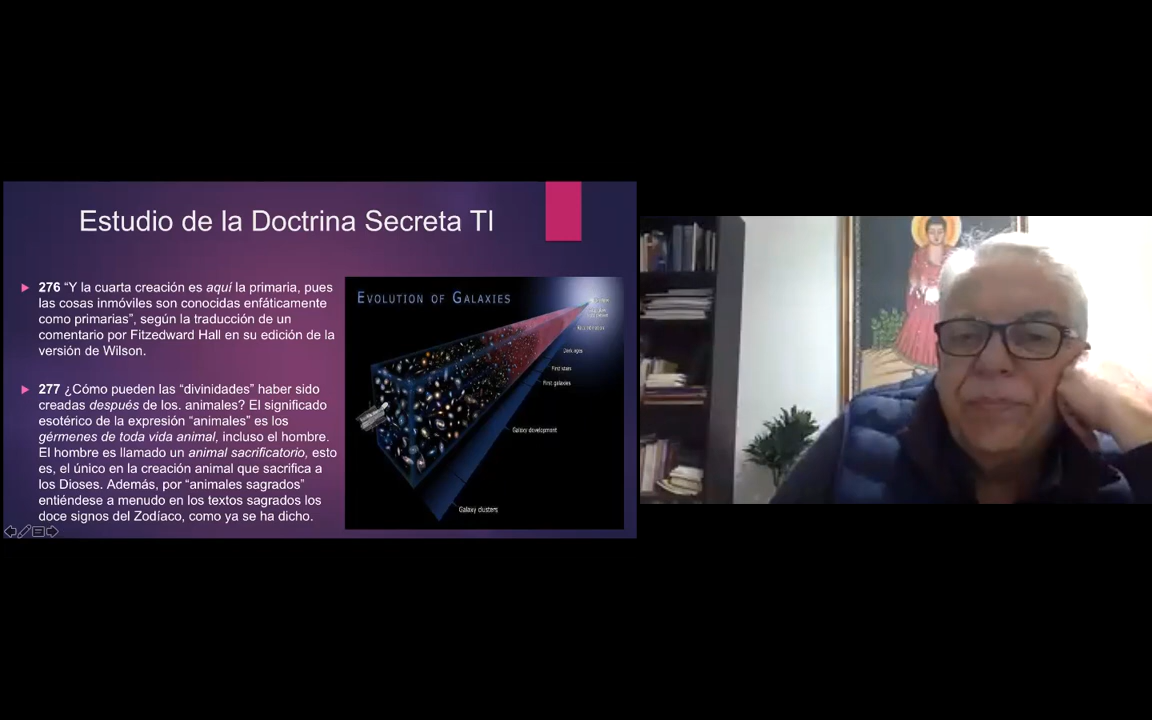 Estudio de la Doctrina Secreta TI
276 “Y la cuarta creación es aquí la primaria, pues
las cosas inmóviles son conocidas enfáticamente
como primarias”, según la traducción de un
comentario por Fitzedward Hall en su edición de la
versión de Wilson.
277 ¿Cómo pueden las “divinidades” haber sido
creadas después de los. animales? El significado
esotérico de la expresión “animales” es los
gérmenes de toda vida animal, incluso el hombre.
El hombre es llamado un animal sacrificatorio, esto
es, el único en la creación animal que sacrifica a
los Dioses. Además, por “animales sagrados”
entiéndese a menudo en los textos sagrados los
doce signos del Zodíaco, como ya se ha dicho.
EVOLUTION OF GALAXIES
Dark ages
First stars
First galaxies
Galaxy development
Galaxy clusters